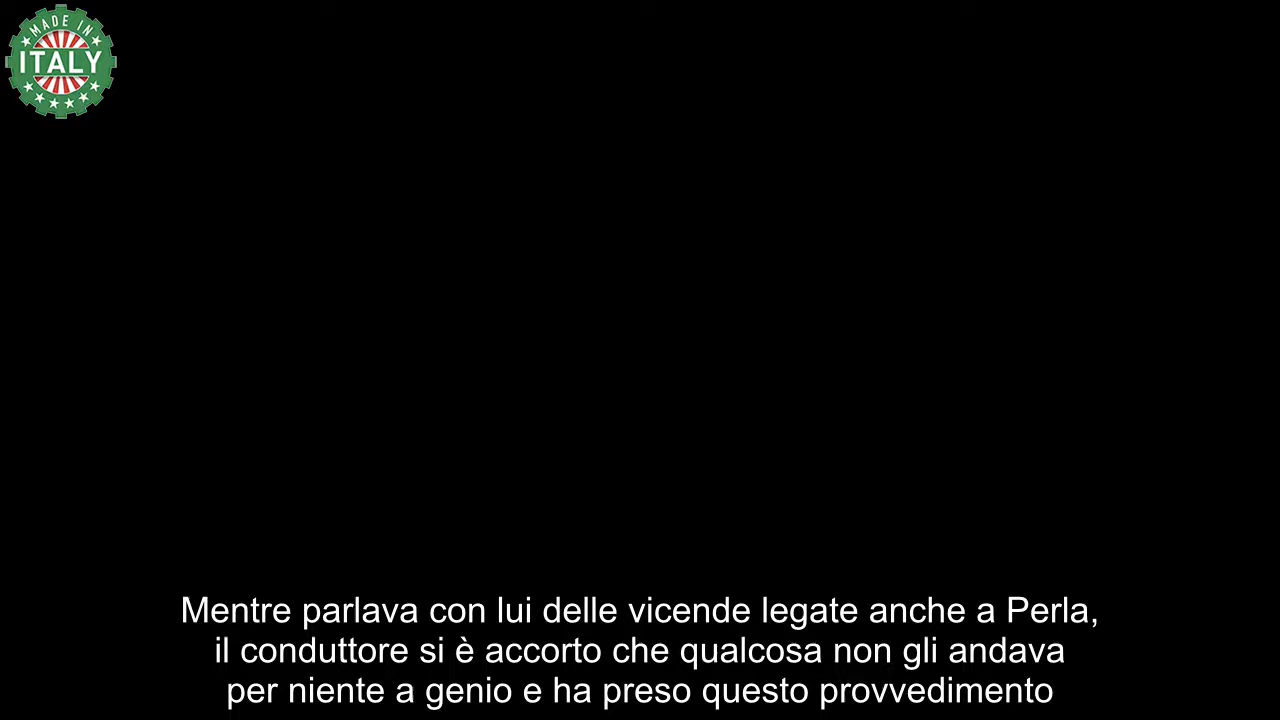 MADE IN
ITALY
Mentre parlava con lui delle vicende legate anche a Perla,
il conduttore si è accorto che qualcosa non gli andava
per niente a genio e ha preso questo provvedimento